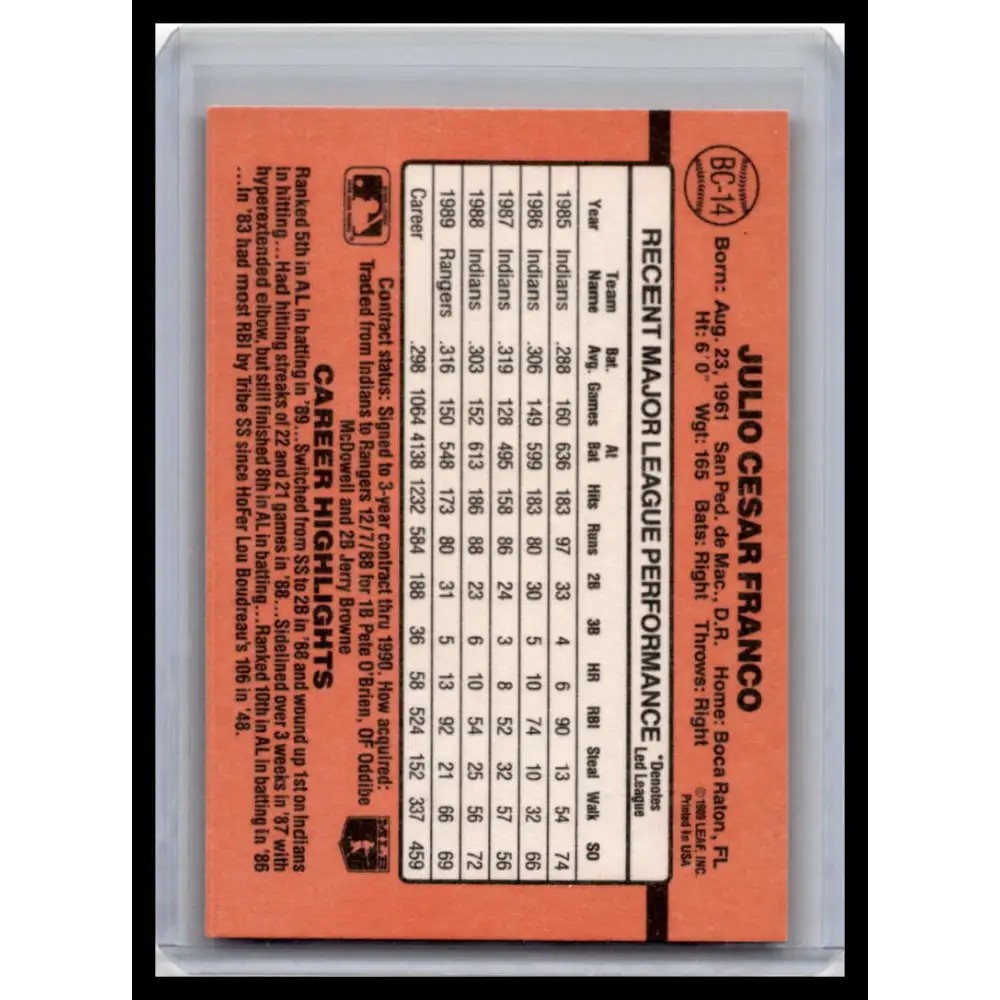 BC-14
JULIO CESAR FRANCO
Born: Aug. 23, 1961 San Ped. de Mac., D.R. Home: Boca Raton, FL
Ht: 6'0" Wgt: 165 Bats: Right Throws: Right
©1989 LEAF, INC.
Printed in USA
RECENT MAJOR LEAGUE PERFORMANCE *Denotes Led League
Year Team Name Bat. Avg. Games At Bat Hits Runs 2B 3B HR RBI Steal Walk SO
1985 Indians .288 160 636 183 97 33 4 6 90 13 54 74
1986 Indians .306 149 599 183 80 30 5 10 74 10 32 66
1987 Indians .319 128 495 158 86 24 3 8 52 32 57 56
1988 Indians .303 152 613 186 88 23 6 10 54 25 56 72
1989 Rangers .316 150 548 173 80 31 5 13 92 21 66 69
Career .298 1064 4138 1232 584 188 36 58 524 152 337 459
Contract status: Signed to 3-year contract thru 1990. How acquired:
Traded from Indians to Rangers 12/7/88 for 1B Pete O'Brien, OF Oddibe
McDowell and 2B Jerry Browne
MLB
CAREER HIGHLIGHTS
Ranked 5th in AL in batting in '89...Switched from SS to 2B in '88 and wound up 1st on Indians
in hitting...Had hitting streaks of 22 and 21 games in '88...Sidelined over 3 weeks in '87 with
hyperextended elbow, but still finished 8th in AL in batting...Ranked 10th in AL in batting in '86
...In '83 had most RBI by Tribe SS since HoFer Lou Boudreau's 106 in '48.